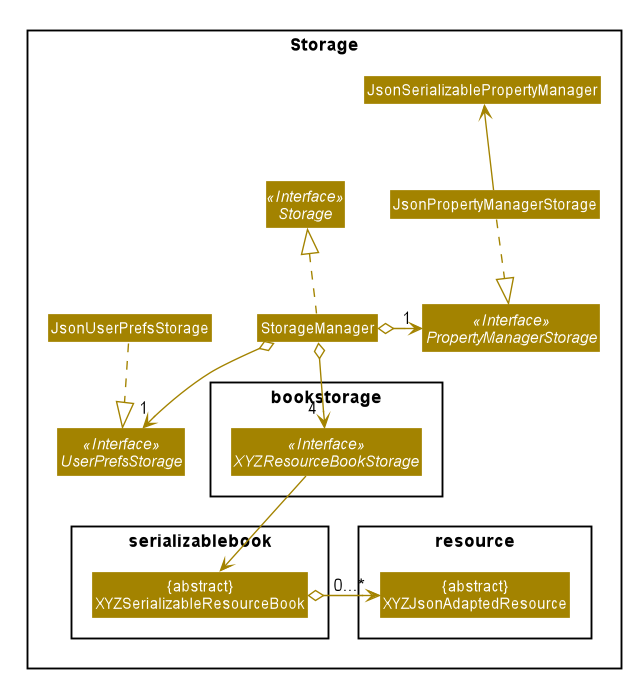 Storage
JsonSerializablePropertyManager
«Interface»
Storage
JsonPropertyManagerStorage
JsonUserPrefsStorage
StorageManager
1
«Interface»
PropertyManagerStorage
1
bookstorage
4
«Interface»
UserPrefsStorage
«Interface»
XYZResourceBookStorage
serializablebook
resource
{abstract}
XYZSerializableResourceBook
0...*
{abstract}
XYZJsonAdaptedResource